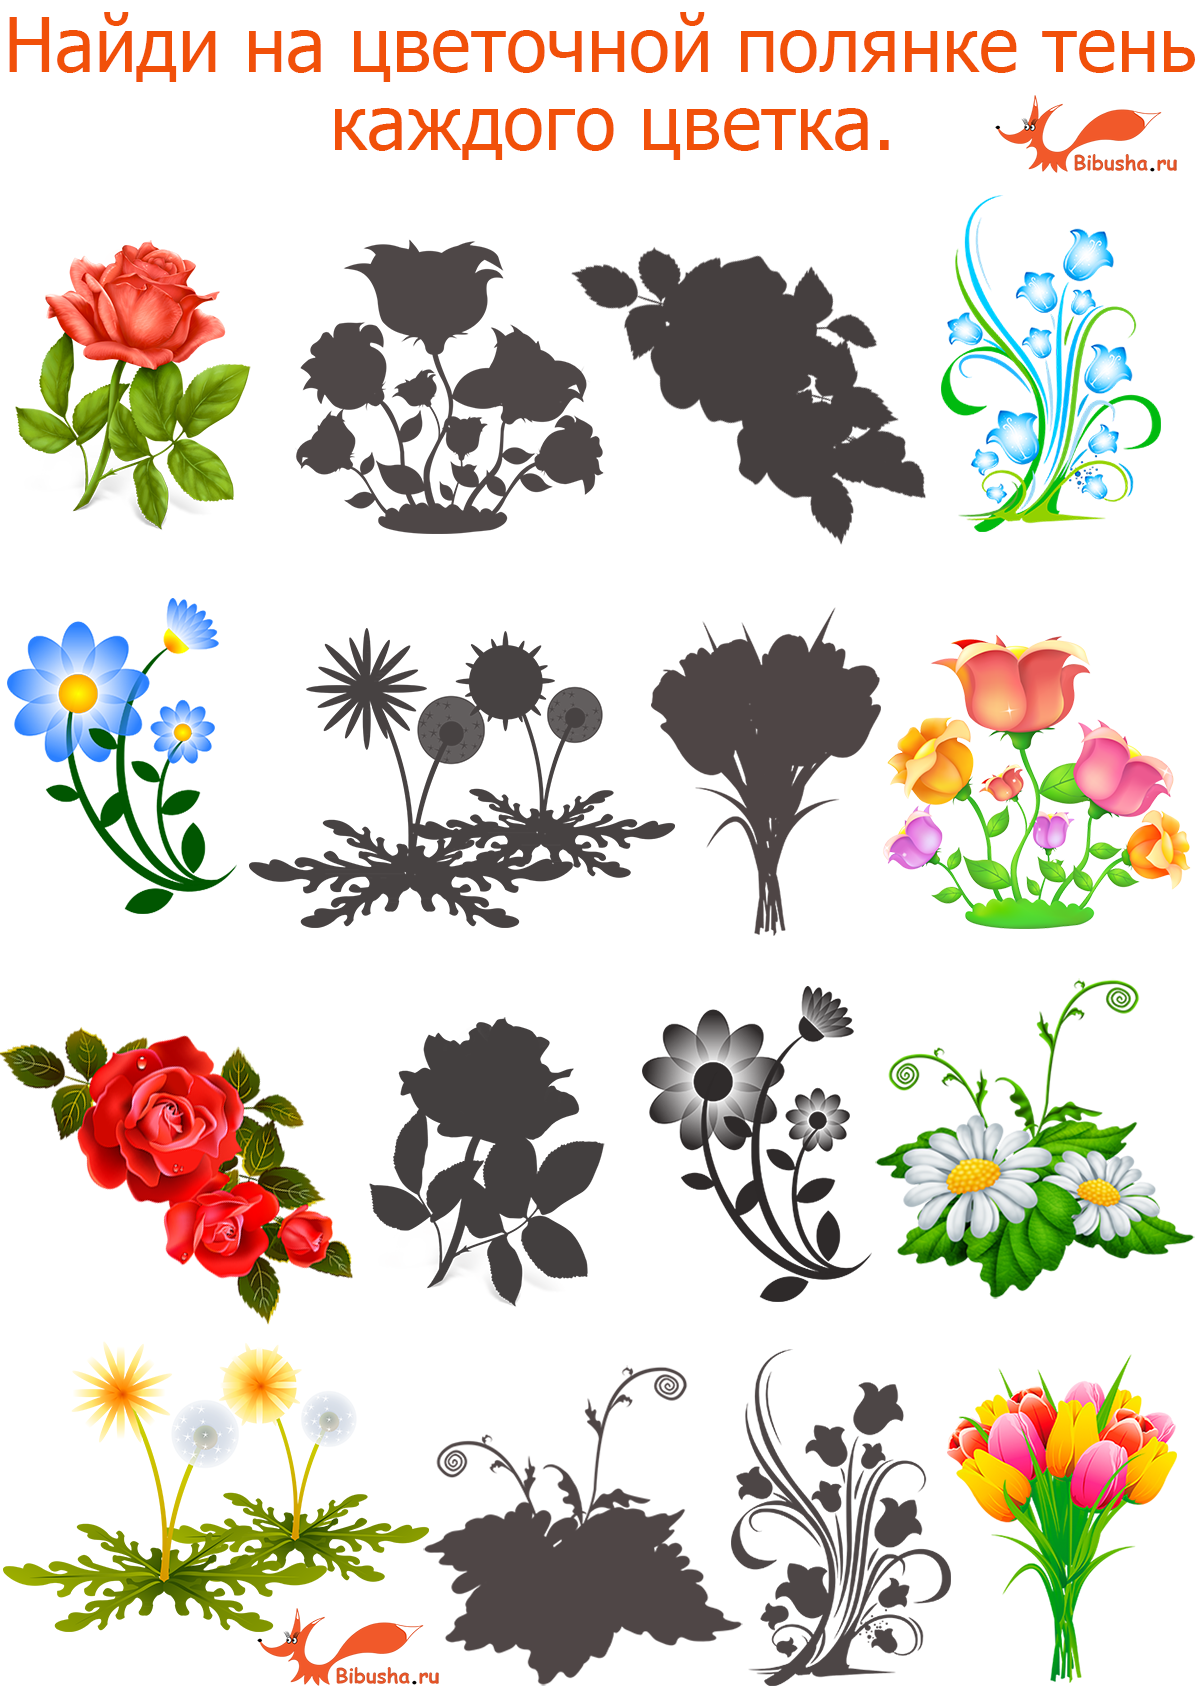 Найди на цветочной полянке тень
каждого цветка.
Bibusha.ru
Bibusha.ru